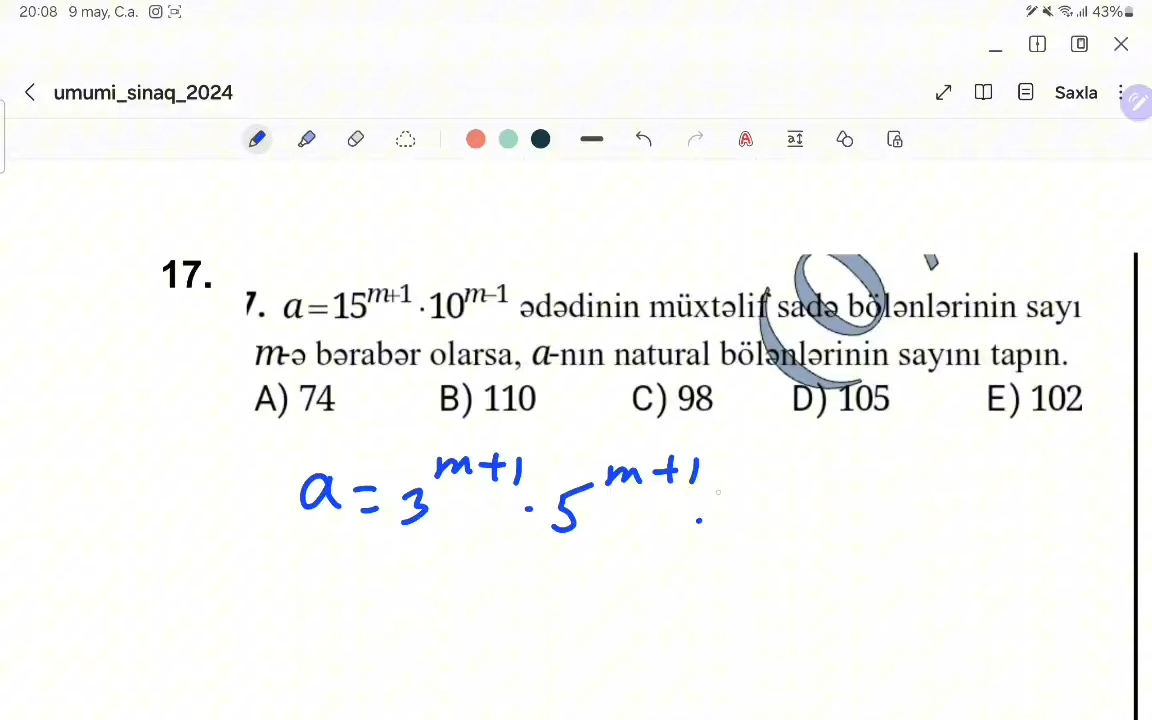 20:08 9 may, C.a. 43%
umumi_sinaq_2024 Saxla
17.
7. a=15^{m+1}·10^{m-1} ədədinin müxtəlif sadə bölənlərinin sayı
m-ə bərabər olarsa, a-nın natural bölənlərinin sayını tapın.
A) 74 B) 110 C) 98 D) 105 E) 102
a = 3^{m+1} · 5^{m+1} ·